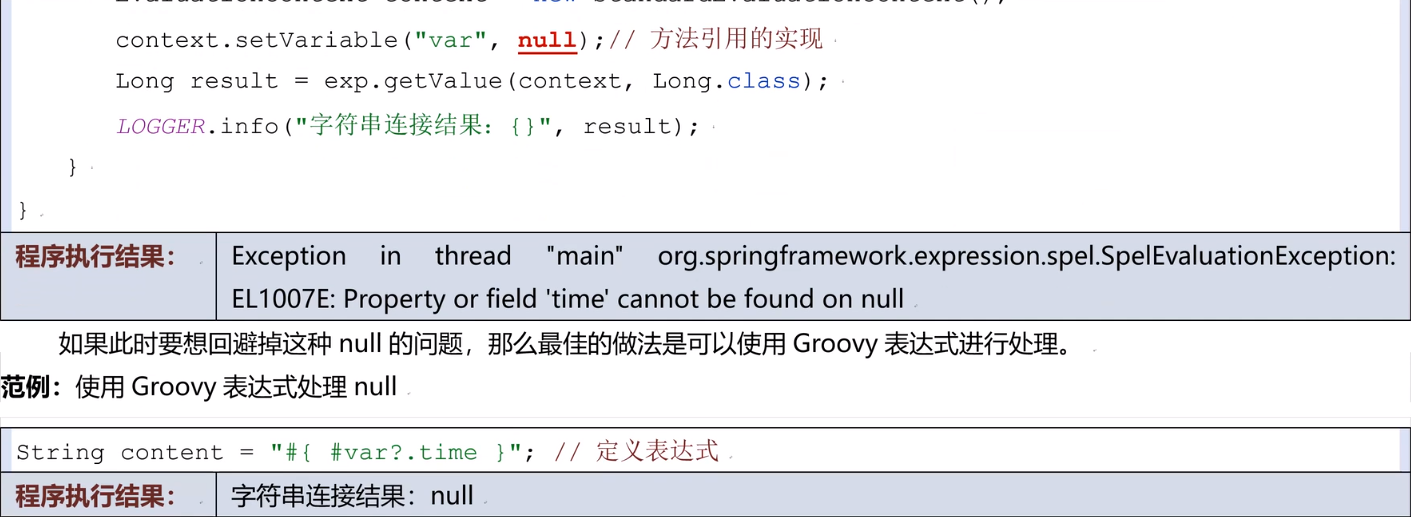 context.setVariable("var", null);// 方法引用的实现
Long result = exp.getValue(context, Long.class);
LOGGER.info("字符串连接结果：{}", result);
}
}
程序执行结果： Exception in thread "main" org.springframework.expression.spel.SpelEvaluationException:
EL1007E: Property or field 'time' cannot be found on null
如果此时要想回避掉这种 null 的问题，那么最佳的做法是可以使用 Groovy 表达式进行处理。
范例：使用 Groovy 表达式处理 null
String content = "#{ #var?.time }"; // 定义表达式
程序执行结果： 字符串连接结果：null